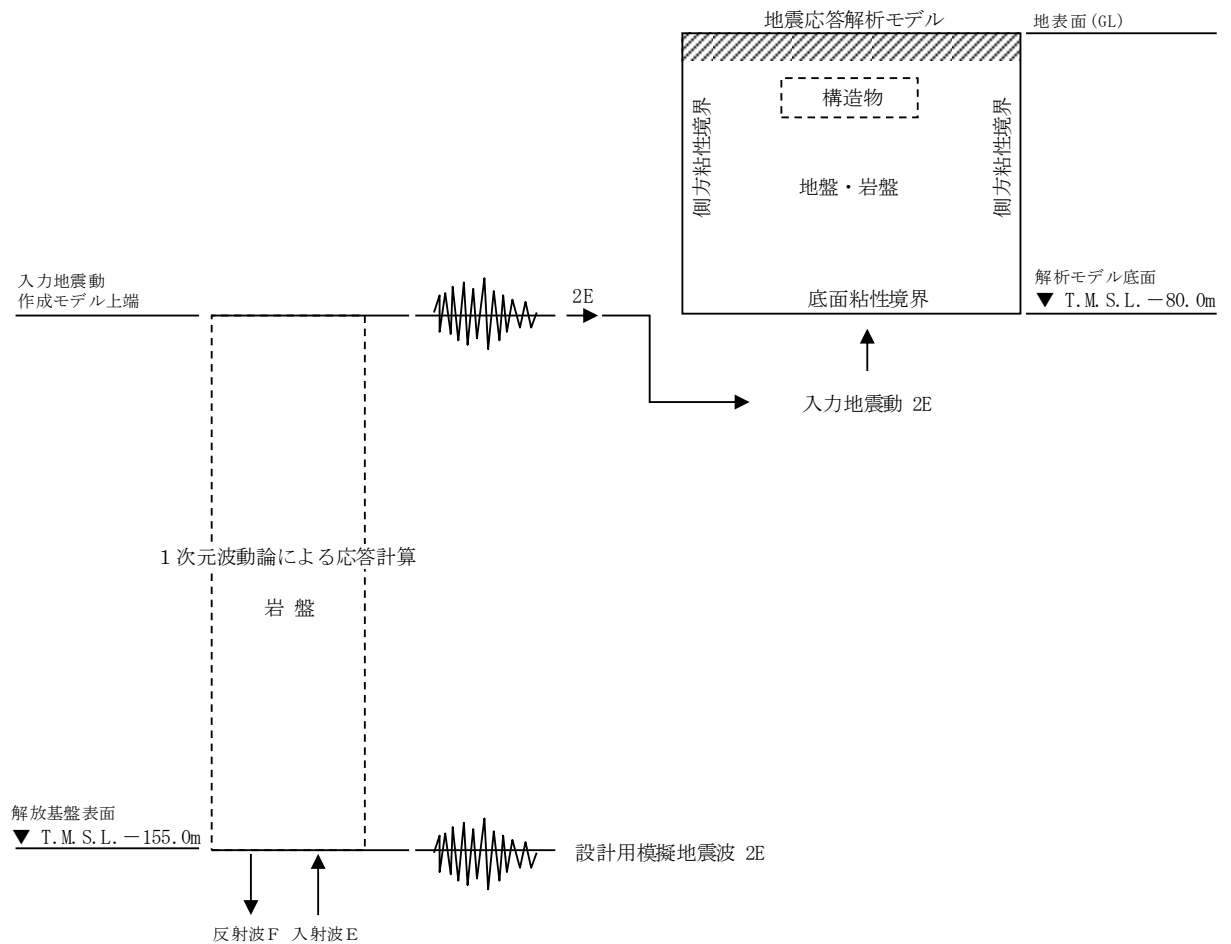 地震応答解析モデル
地表面(GL)
構造物
側方粘性境界
側方粘性境界
地盤・岩盤
入力地震動
作成モデル上端
2E
底面粘性境界
解析モデル底面
▼ T.M.S.L.－80.0m
入力地震動 2E
1次元波動論による応答計算
岩 盤
解放基盤表面
▼ T.M.S.L.－155.0m
設計用模擬地震波 2E
反射波F 入射波E